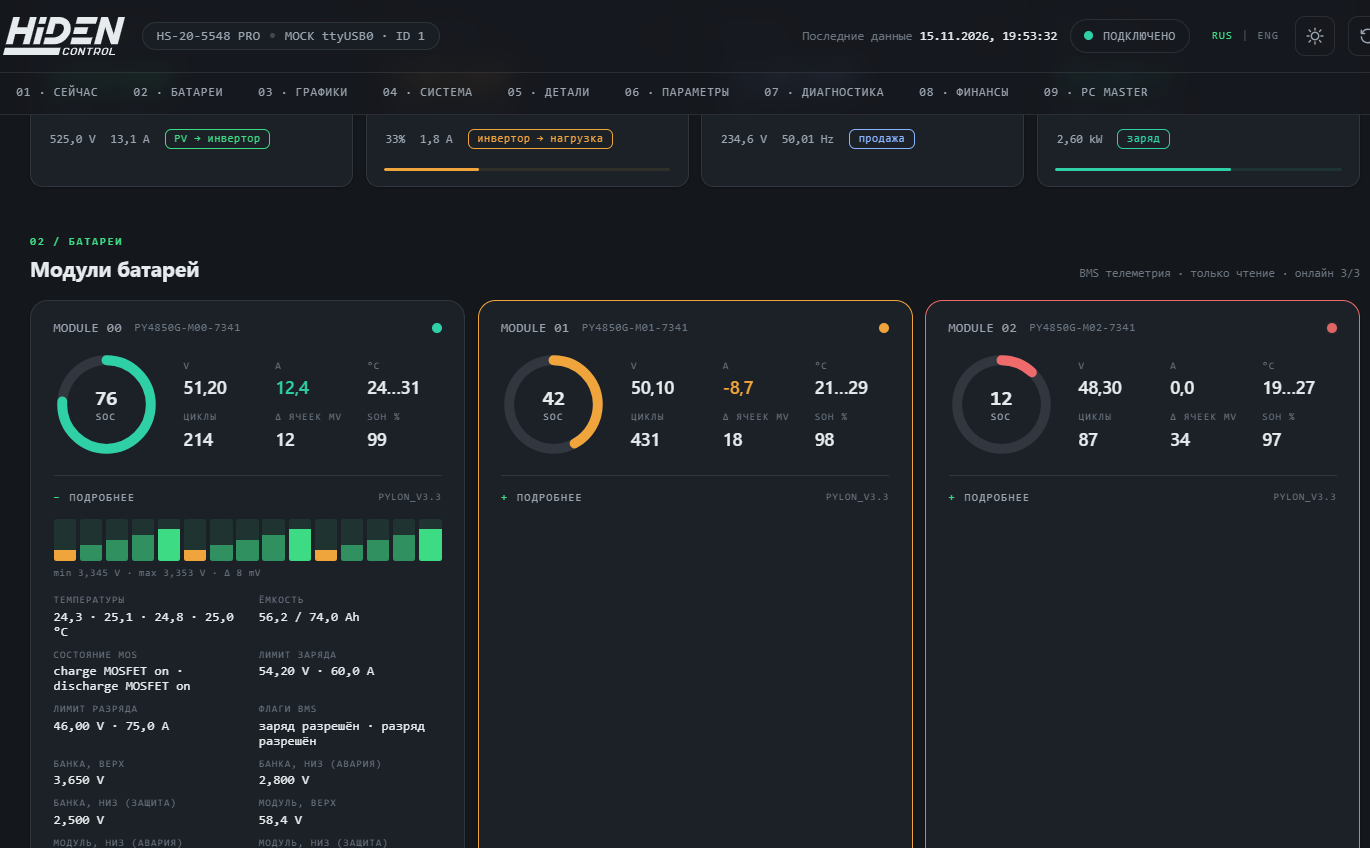 HiDEN CONTROL
HS-20-5548 PRO • МОСК ttyUSB0 · ID 1
Последние данные 15.11.2026, 19:53:32
ПОДКЛЮЧЕНО
RUS | ENG
01 · СЕЙЧАС 02 · БАТАРЕИ 03 · ГРАФИКИ 04 · СИСТЕМА 05 · ДЕТАЛИ 06 · ПАРАМЕТРЫ 07 · ДИАГНОСТИКА 08 · ФИНАНСЫ 09 · PC MASTER
525,0 V 13,1 A PV → инвертор
33% 1,8 A инвертор → нагрузка
234,6 V 50,01 Hz продажа
2,60 kW заряд
02 / БАТАРЕИ
Модули батарей
BMS телеметрия · только чтение · онлайн 3/3
MODULE 00 PY4850G-M00-7341
76
SOC
V A °C
51,20 12,4 24…31
ЦИКЛЫ Δ ЯЧЕЕК MV SOH %
214 12 99
− ПОДРОБНЕЕ PYLON_V3.3
min 3,345 V · max 3,353 V · Δ 8 mV
ТЕМПЕРАТУРЫ
24,3 · 25,1 · 24,8 · 25,0
°C
ЁМКОСТЬ
56,2 / 74,0 Ah
СОСТОЯНИЕ MOS
charge MOSFET on ·
discharge MOSFET on
ЛИМИТ ЗАРЯДА
54,20 V · 60,0 A
ЛИМИТ РАЗРЯДА
46,00 V · 75,0 A
ФЛАГИ BMS
заряд разрешён · разряд
разрешён
БАНКА, ВЕРХ
3,650 V
БАНКА, НИЗ (АВАРИЯ)
2,800 V
БАНКА, НИЗ (ЗАЩИТА)
2,500 V
МОДУЛЬ, ВЕРХ
58,4 V
МОДУЛЬ, НИЗ (АВАРИЯ)
МОДУЛЬ, НИЗ (ЗАЩИТА)
MODULE 01 PY4850G-M01-7341
42
SOC
V A °C
50,10 -8,7 21…29
ЦИКЛЫ Δ ЯЧЕЕК MV SOH %
431 18 98
+ ПОДРОБНЕЕ PYLON_V3.3
MODULE 02 PY4850G-M02-7341
12
SOC
V A °C
48,30 0,0 19…27
ЦИКЛЫ Δ ЯЧЕЕК MV SOH %
87 34 97
+ ПОДРОБНЕЕ PYLON_V3.3